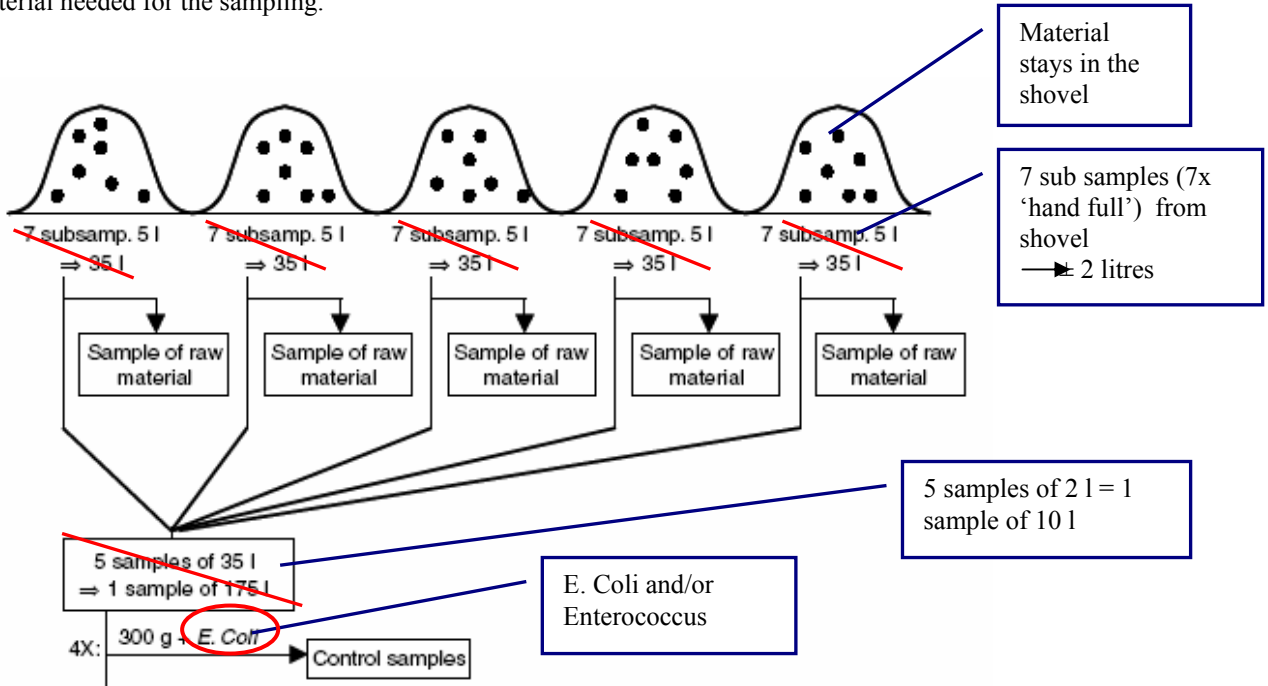 terial needed for the sampling.
Material
stays in the
shovel
7 sub samples (7x
‘hand full’) from
shovel
± 2 litres
7 subsamp. 5 l
⇒ 35 l
7 subsamp. 5 l
⇒ 35 l
7 subsamp. 5 l
⇒ 35 l
7 subsamp. 5 l
⇒ 35 l
7 subsamp. 5 l
⇒ 35 l
Sample of raw
material
Sample of raw
material
Sample of raw
material
Sample of raw
material
Sample of raw
material
5 samples of 2 l = 1
sample of 10 l
5 samples of 35 l
⇒ 1 sample of 175 l
E. Coli and/or
Enterococcus
4X:
300 g + E. Coli
Control samples